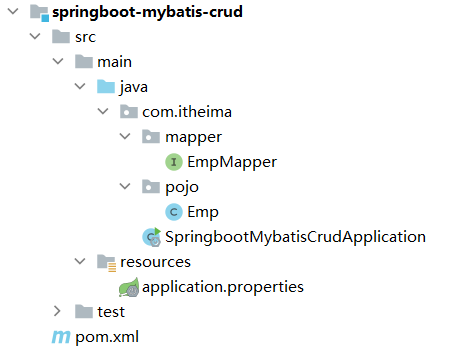 springboot-mybatis-crud
src
main
java
com.itheima
mapper
I EmpMapper
pojo
C Emp
SpringbootMybatisCrudApplication
resources
application.properties
test
m pom.xml